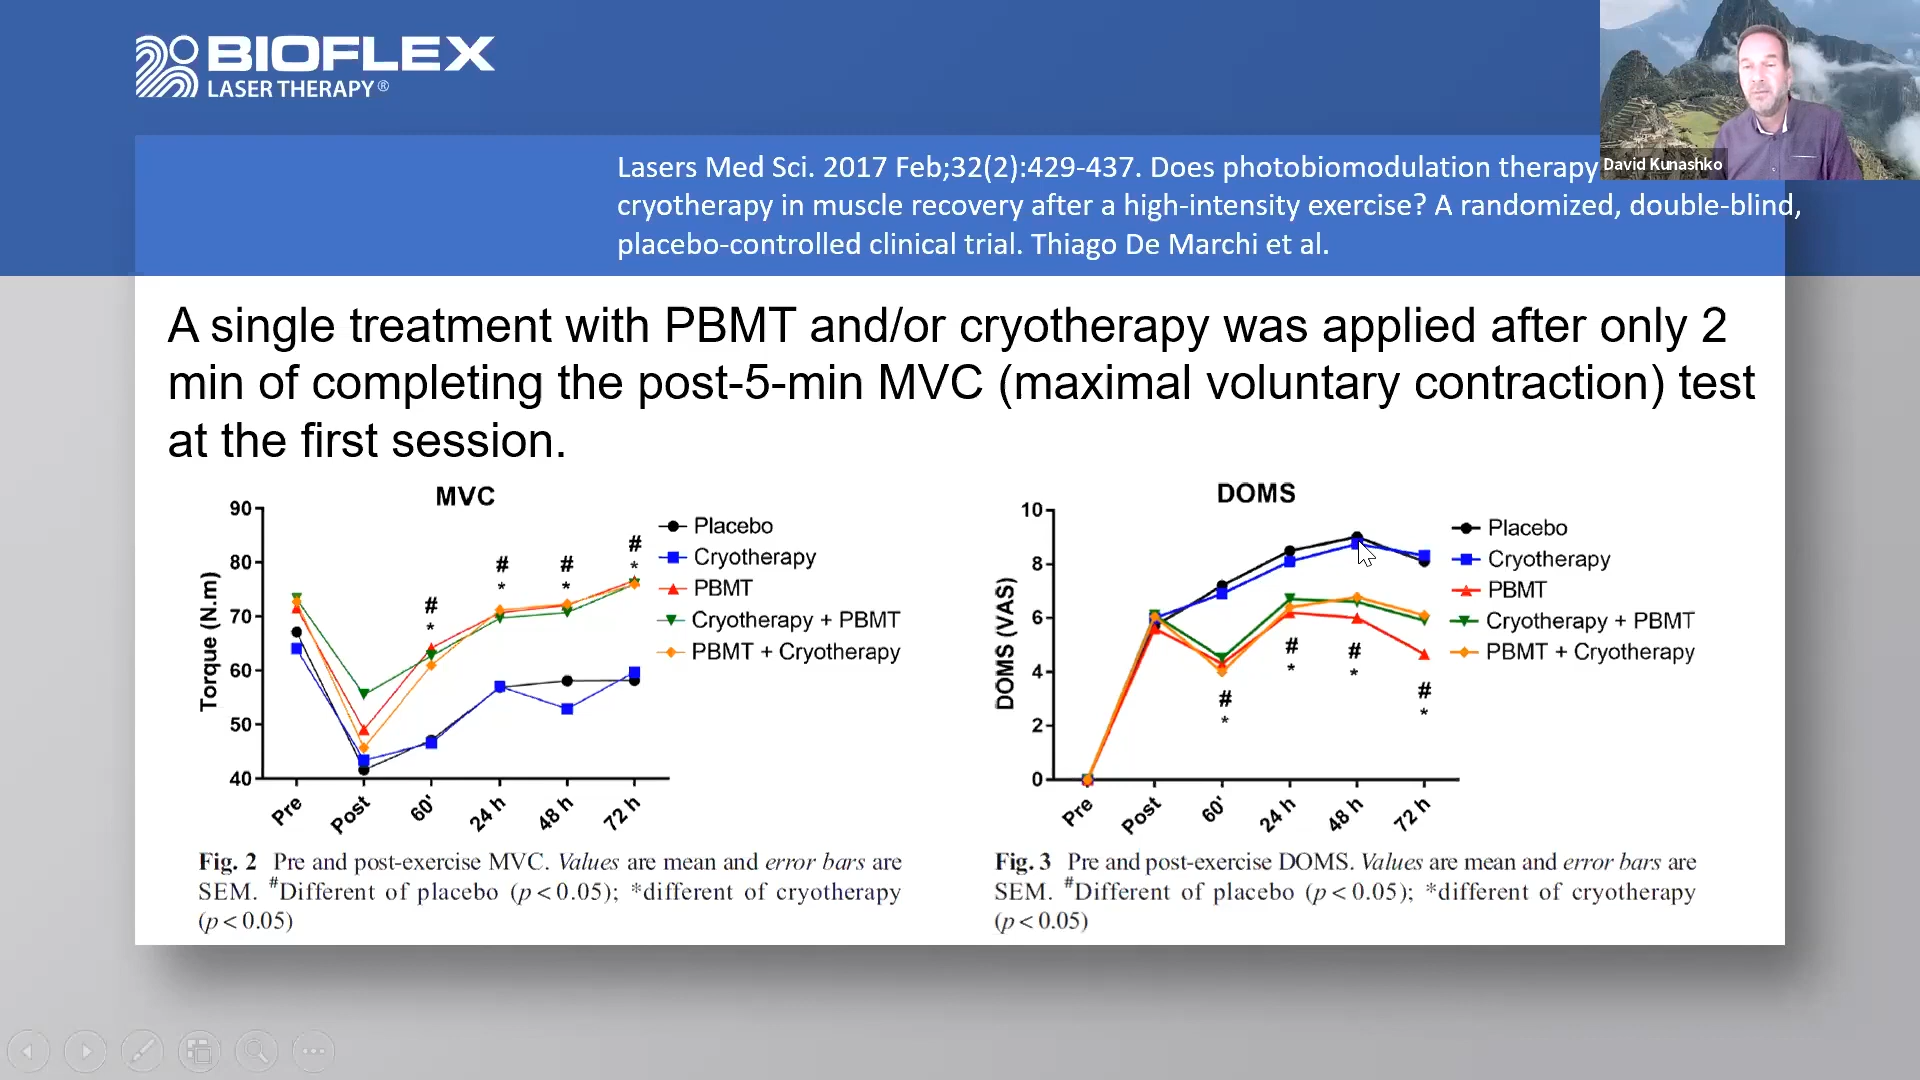 BIOFLEX
LASER THERAPY®
David Kunashko
Lasers Med Sci. 2017 Feb;32(2):429-437. Does photobiomodulation therapy
cryotherapy in muscle recovery after a high-intensity exercise? A randomized, double-blind,
placebo-controlled clinical trial. Thiago De Marchi et al.
A single treatment with PBMT and/or cryotherapy was applied after only 2
min of completing the post-5-min MVC (maximal voluntary contraction) test
at the first session.
MVC
90
80
70
60
50
40
Torque (N.m)
# * # * # * # *
Pre Post 60' 24 h 48 h 72 h
Placebo
Cryotherapy
PBMT
Cryotherapy + PBMT
PBMT + Cryotherapy
Fig. 2 Pre and post-exercise MVC. Values are mean and error bars are
SEM. #Different of placebo (p < 0.05); *different of cryotherapy
(p < 0.05)
DOMS
10
8
6
4
2
0
DOMS (VAS)
# * # * # * # *
Pre Post 60' 24 h 48 h 72 h
Placebo
Cryotherapy
PBMT
Cryotherapy + PBMT
PBMT + Cryotherapy
Fig. 3 Pre and post-exercise DOMS. Values are mean and error bars are
SEM. #Different of placebo (p < 0.05); *different of cryotherapy
(p < 0.05)